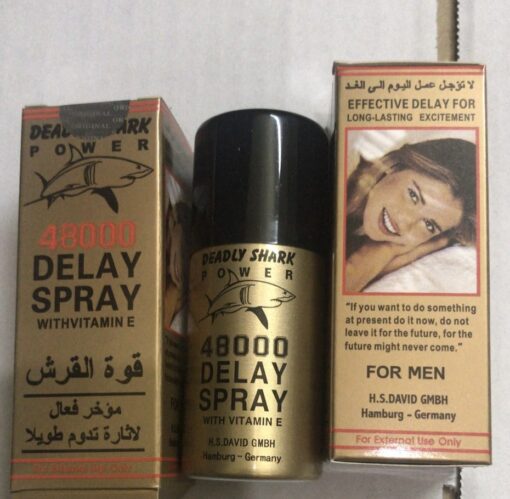 ORIGINAL
DEADLY SHARK
POWER
48000
DELAY
SPRAY
WITHVITAMIN E
قوة القرش
مؤخر فعال
لاثارة تدوم طويلا
DEADLY SHARK
POWER
48000
DELAY
SPRAY
WITH VITAMIN E
H.S.DAVID GMBH
Hamburg - Germany
لا تؤجل عمل اليوم الى الغد
EFFECTIVE DELAY FOR
LONG-LASTING EXCITEMENT
"If you want to do something
at present do it now, do not
leave it for the future, for the
future might never come."
FOR MEN
H.S.DAVID GMBH
Hamburg - Germany
For External Use Only